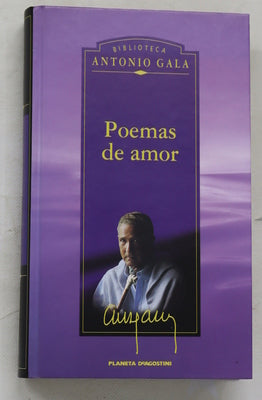 BIBLIOTECA
ANTONIO GALA
Poemas
de amor
PLANETA DEAGOSTINI